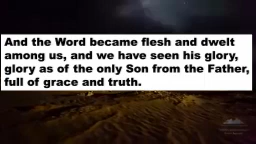 And the Word became flesh and dwelt
among us, and we have seen his glory,
glory as of the only Son from the Father,
full of grace and truth.